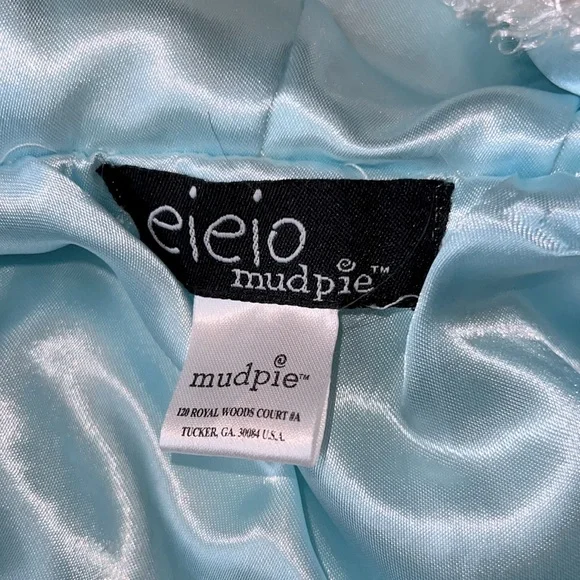 eieio
mudpie™
mudpie™
120 ROYAL WOODS COURT #A
TUCKER, GA. 30084 U.S.A.